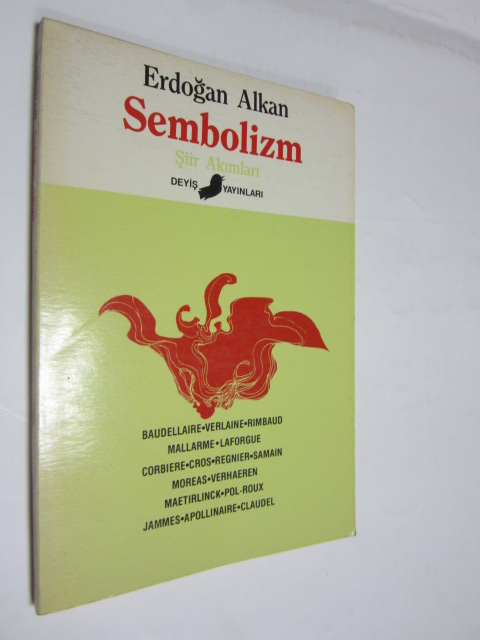 Erdoğan Alkan
Sembolizm
Şiir Akımları
DEYİŞ YAYINLARI
BAUDELLAIRE•VERLAINE•RIMBAUD
MALLARME•LAFORGUE
CORBIERE•CROS•REGNIER•SAMAIN
MOREAS•VERHAEREN
MAETIRLINCK•POL-ROUX
JAMMES•APOLLINAIRE•CLAUDEL